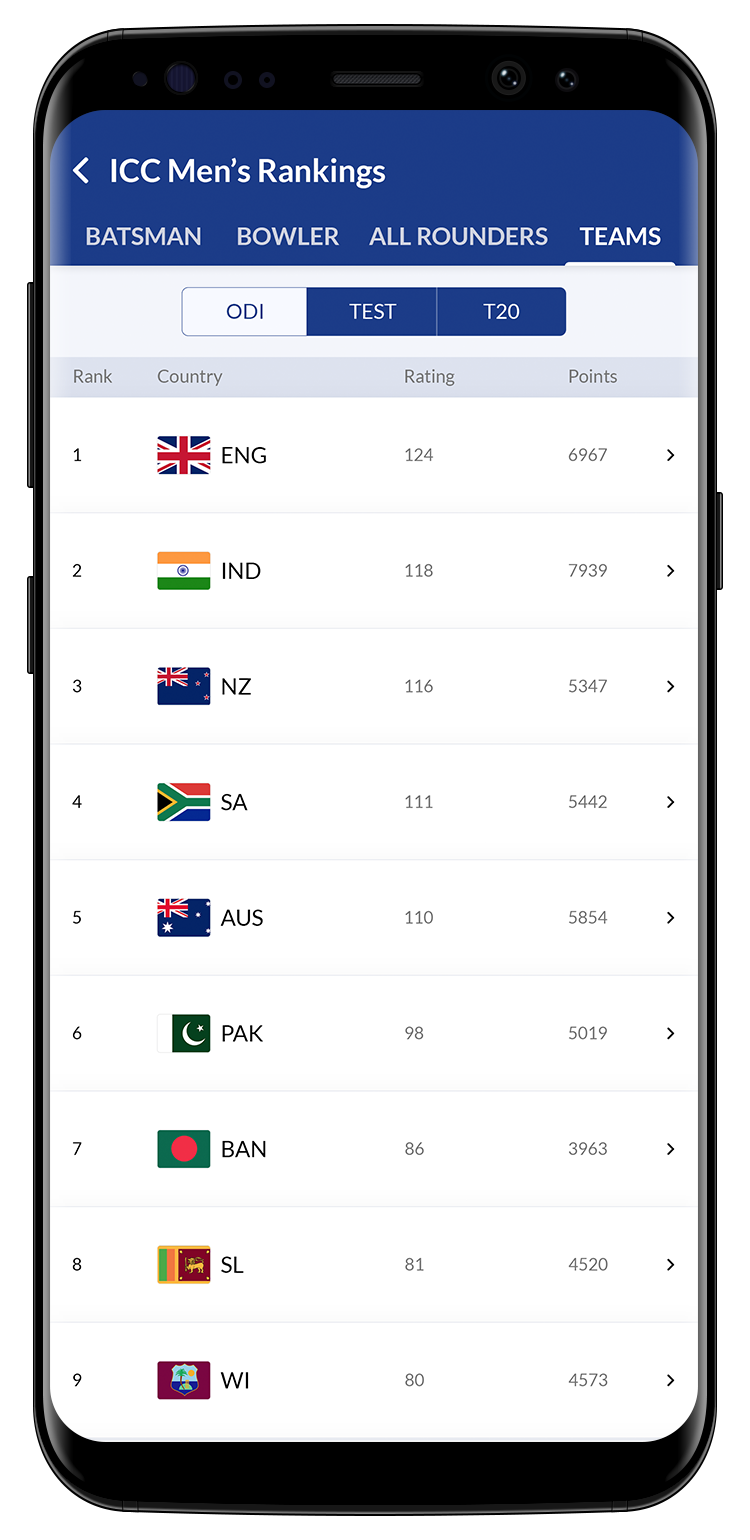 ICC Men's Rankings
BATSMAN BOWLER ALL ROUNDERS TEAMS
ODI TEST T20
Rank Country Rating Points
1 ENG 124 6967
2 IND 118 7939
3 NZ 116 5347
4 SA 111 5442
5 AUS 110 5854
6 PAK 98 5019
7 BAN 86 3963
8 SL 81 4520
9 WI 80 4573